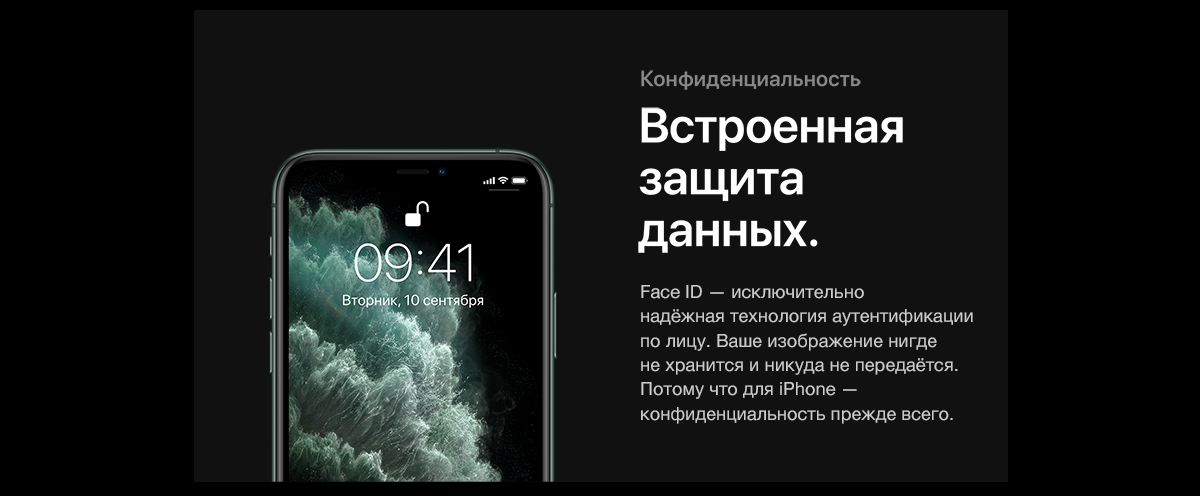 Конфиденциальность
Встроенная
защита
данных.
09:41
Вторник, 10 сентября
Face ID — исключительно
надёжная технология аутентификации
по лицу. Ваше изображение нигде
не хранится и никуда не передаётся.
Потому что для iPhone —
конфиденциальность прежде всего.